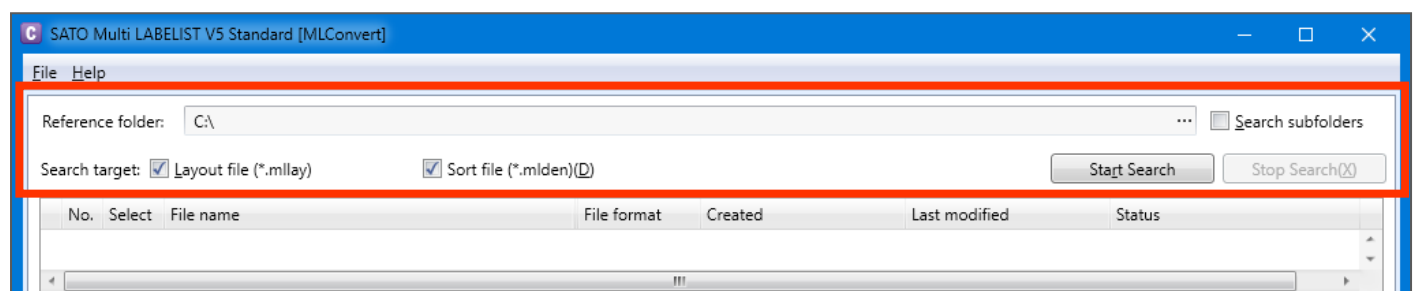 C SATO Multi LABELIST V5 Standard [MLConvert]
File Help
Reference folder: C:\ ... Search subfolders
Search target: Layout file (*.mllay) Sort file (*.mlden)(D) Start Search Stop Search(X)
No. Select File name File format Created Last modified Status